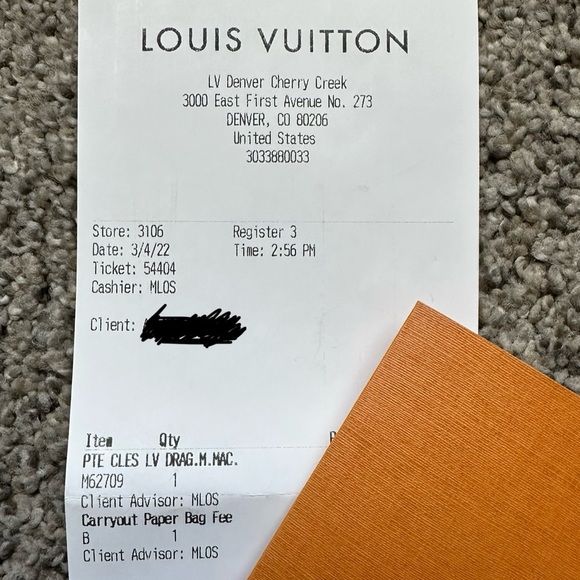 LOUIS VUITTON
LV Denver Cherry Creek
3000 East First Avenue No. 273
DENVER, CO 80206
United States
3033880033
Store: 3106 Register 3
Date: 3/4/22 Time: 2:56 PM
Ticket: 54404
Cashier: MLOS
Client:
Item Qty
PTE CLES LV DRAG.M.MAC.
M62709 1
Client Advisor: MLOS
Carryout Paper Bag Fee
B 1
Client Advisor: MLOS